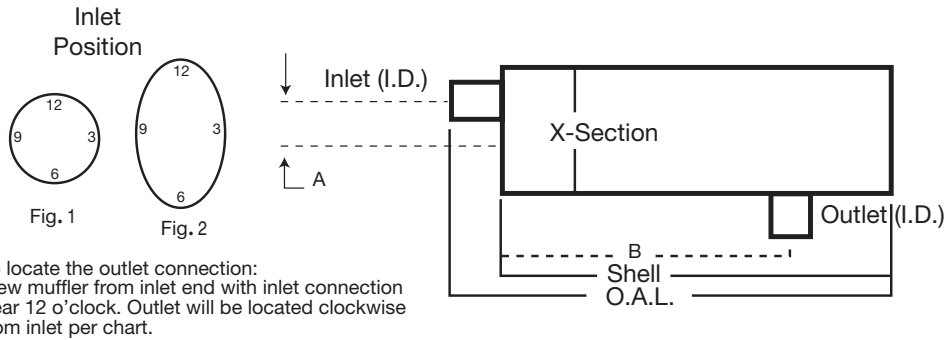 Inlet
Position
12
9
3
6
Fig. 1
12
9
3
6
Fig. 2
Inlet (I.D.)
A
X-Section
Outlet (I.D.)
B
Shell
O.A.L.
locate the outlet connection:
ew muffler from inlet end with inlet connection
ear 12 o'clock. Outlet will be located clockwise
om inlet per chart.